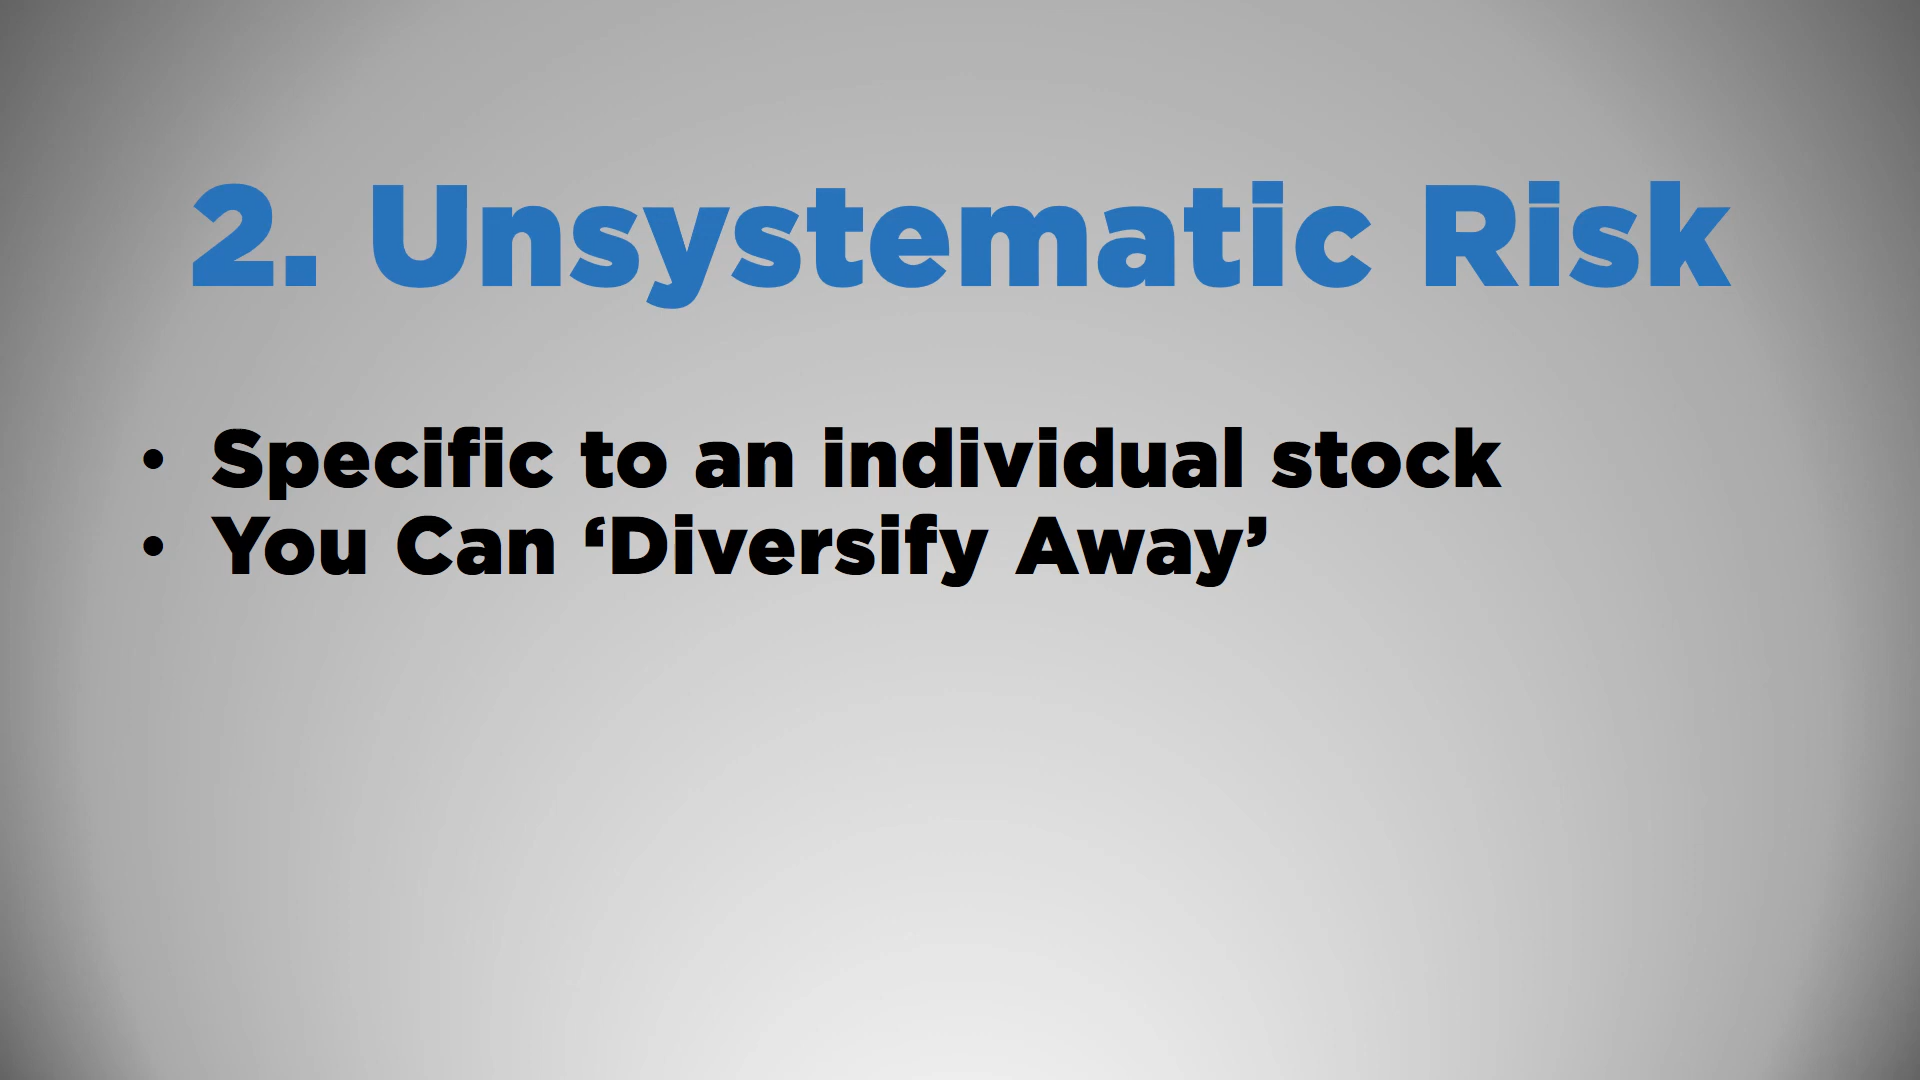 2. Unsystematic Risk
• Specific to an individual stock
• You Can ‘Diversify Away’